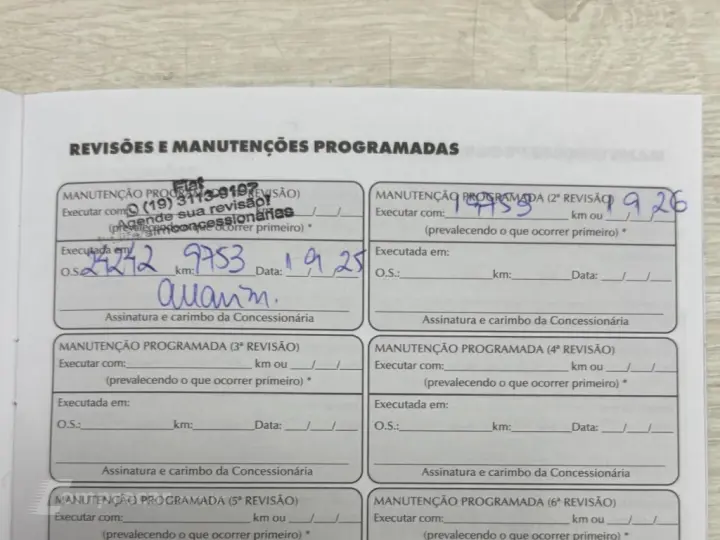 REVISÕES E MANUTENÇÕES PROGRAMADAS
MANUTENÇÃO PROGRAMADA REVISÃO)
Fiat
(19) 3113-9197
Agende sua revisão!
simconcessionarias
Executar com: / /
(prevalecendo o que ocorrer primeiro) *
Executada em:
O.S.: 24242 km: 9753 Data: 1/9/25
Assinatura e carimbo da Concessionária
MANUTENÇÃO PROGRAMADA (2ª REVISÃO)
Executar com: 19753 km ou 1/9/26
(prevalecendo o que ocorrer primeiro) *
Executada em:
O.S.: km: Data: / /
Assinatura e carimbo da Concessionária
MANUTENÇÃO PROGRAMADA (3ª REVISÃO)
Executar com: km ou / /
(prevalecendo o que ocorrer primeiro) *
Executada em:
O.S.: km: Data: / /
Assinatura e carimbo da Concessionária
MANUTENÇÃO PROGRAMADA (4ª REVISÃO)
Executar com: km ou / /
(prevalecendo o que ocorrer primeiro) *
Executada em:
O.S.: km: Data: / /
Assinatura e carimbo da Concessionária
MANUTENÇÃO PROGRAMADA (5ª REVISÃO)
Executar com: km ou / /
(prevalecendo o que ocorrer primeiro) *
MANUTENÇÃO PROGRAMADA (6ª REVISÃO)
Executar com: km ou / /
(prevalecendo o que ocorrer primeiro) *